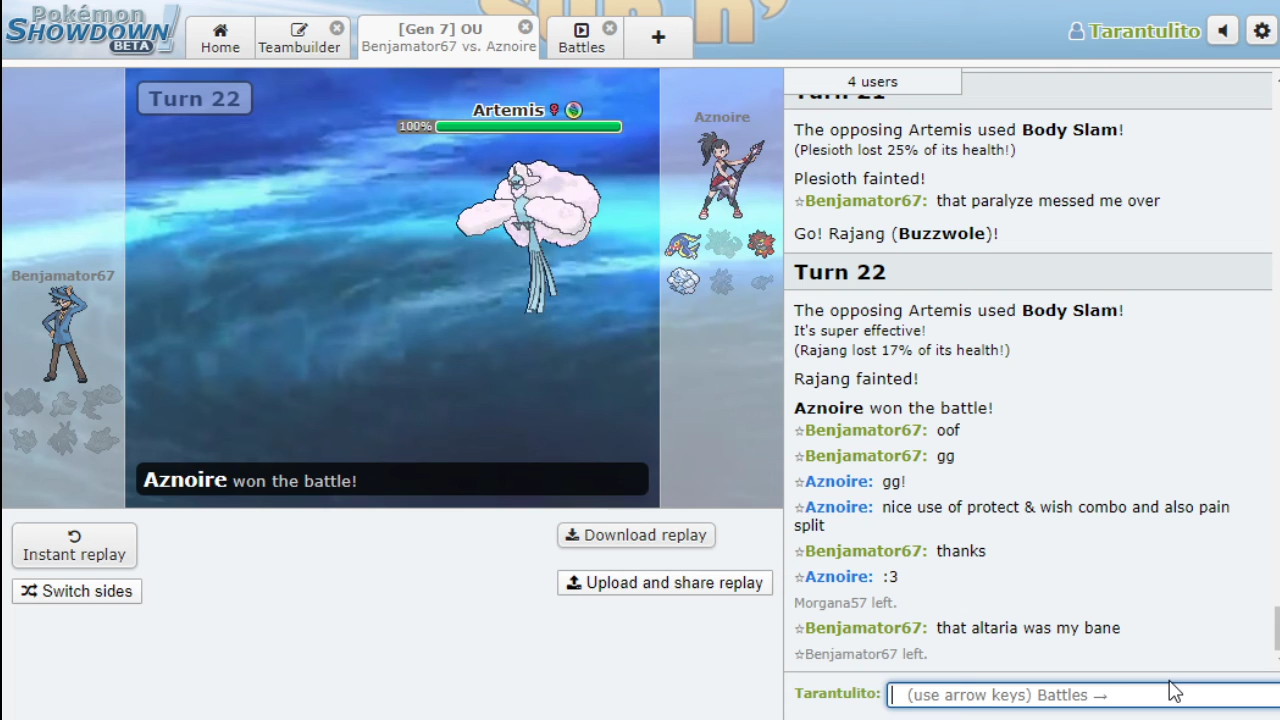 Pokémon
SHOWDOWN!
BETA
Home
Teambuilder
[Gen 7] OU
Benjamator67 vs. Aznoire
Battles
+
Tarantulito
Turn 22
Artemis
100%
Aznoire
Benjamator67
Aznoire won the battle!
Instant replay
Switch sides
Download replay
Upload and share replay
4 users
Turn 21
The opposing Artemis used Body Slam!
(Plesioth lost 25% of its health!)
Plesioth fainted!
☆Benjamator67: that paralyze messed me over
Go! Rajang (Buzzwole)!
Turn 22
The opposing Artemis used Body Slam!
It's super effective!
(Rajang lost 17% of its health!)
Rajang fainted!
Aznoire won the battle!
☆Benjamator67: oof
☆Benjamator67: gg
☆Aznoire: gg!
☆Aznoire: nice use of protect & wish combo and also pain
split
☆Benjamator67: thanks
☆Aznoire: :3
Morgana57 left.
☆Benjamator67: that altaria was my bane
☆Benjamator67 left.
Tarantulito: (use arrow keys) Battles →